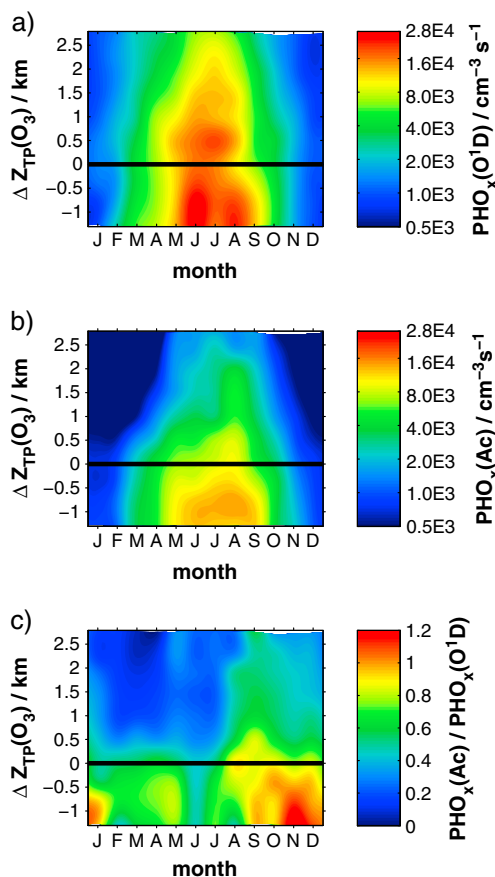 a)
2.5
2
1.5
1
0.5
0
−0.5
−1
Δ Z_TP(O_3) / km
J F M A M J J A S O N D
month
2.8E4
1.6E4
8.0E3
4.0E3
2.0E3
1.0E3
0.5E3
PHO_x(O^1D) / cm^−3 s^−1
b)
2.5
2
1.5
1
0.5
0
−0.5
−1
Δ Z_TP(O_3) / km
J F M A M J J A S O N D
month
2.8E4
1.6E4
8.0E3
4.0E3
2.0E3
1.0E3
0.5E3
PHO_x(Ac) / cm^−3s^−1
c)
2.5
2
1.5
1
0.5
0
−0.5
−1
Δ Z_TP(O_3) / km
J F M A M J J A S O N D
month
1.2
1
0.8
0.6
0.4
0.2
0
PHO_x(Ac) / PHO_x(O^1D)